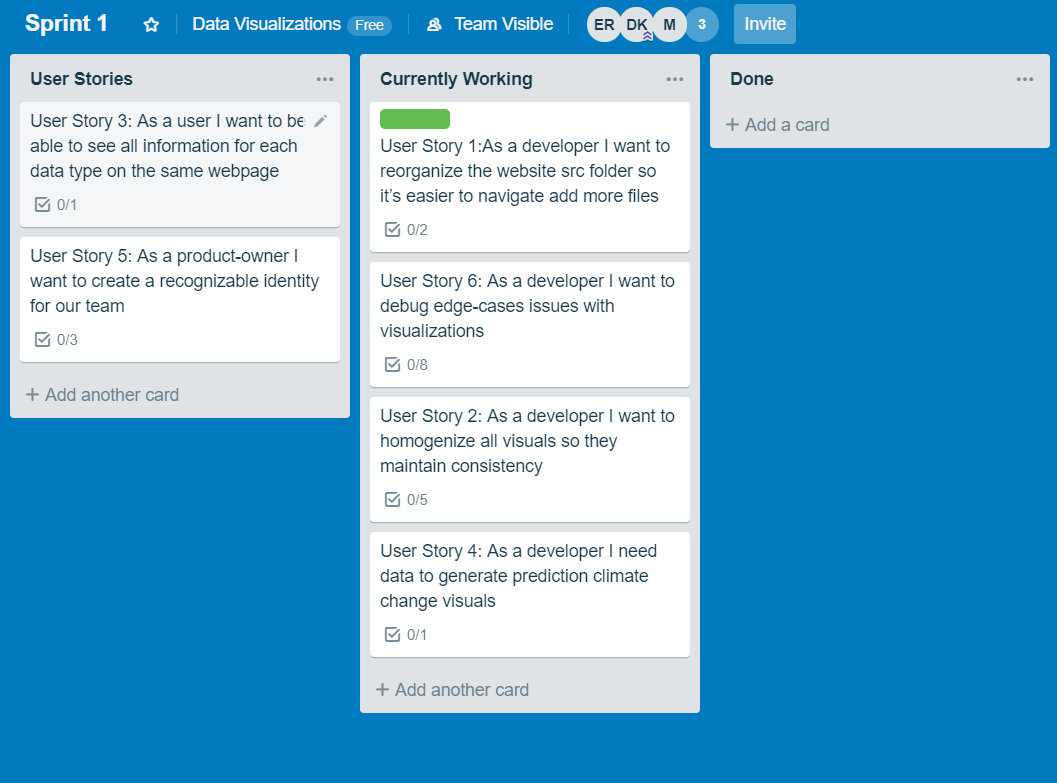 Sprint 1 Data Visualizations Free Team Visible ER DK M 3 Invite
User Stories
User Story 3: As a user I want to be
able to see all information for each
data type on the same webpage
0/1
User Story 5: As a product-owner I
want to create a recognizable identity
for our team
0/3
+ Add another card
Currently Working
User Story 1:As a developer I want to
reorganize the website src folder so
it’s easier to navigate add more files
0/2
User Story 6: As a developer I want to
debug edge-cases issues with
visualizations
0/8
User Story 2: As a developer I want to
homogenize all visuals so they
maintain consistency
0/5
User Story 4: As a developer I need
data to generate prediction climate
change visuals
0/1
+ Add another card
Done
+ Add a card